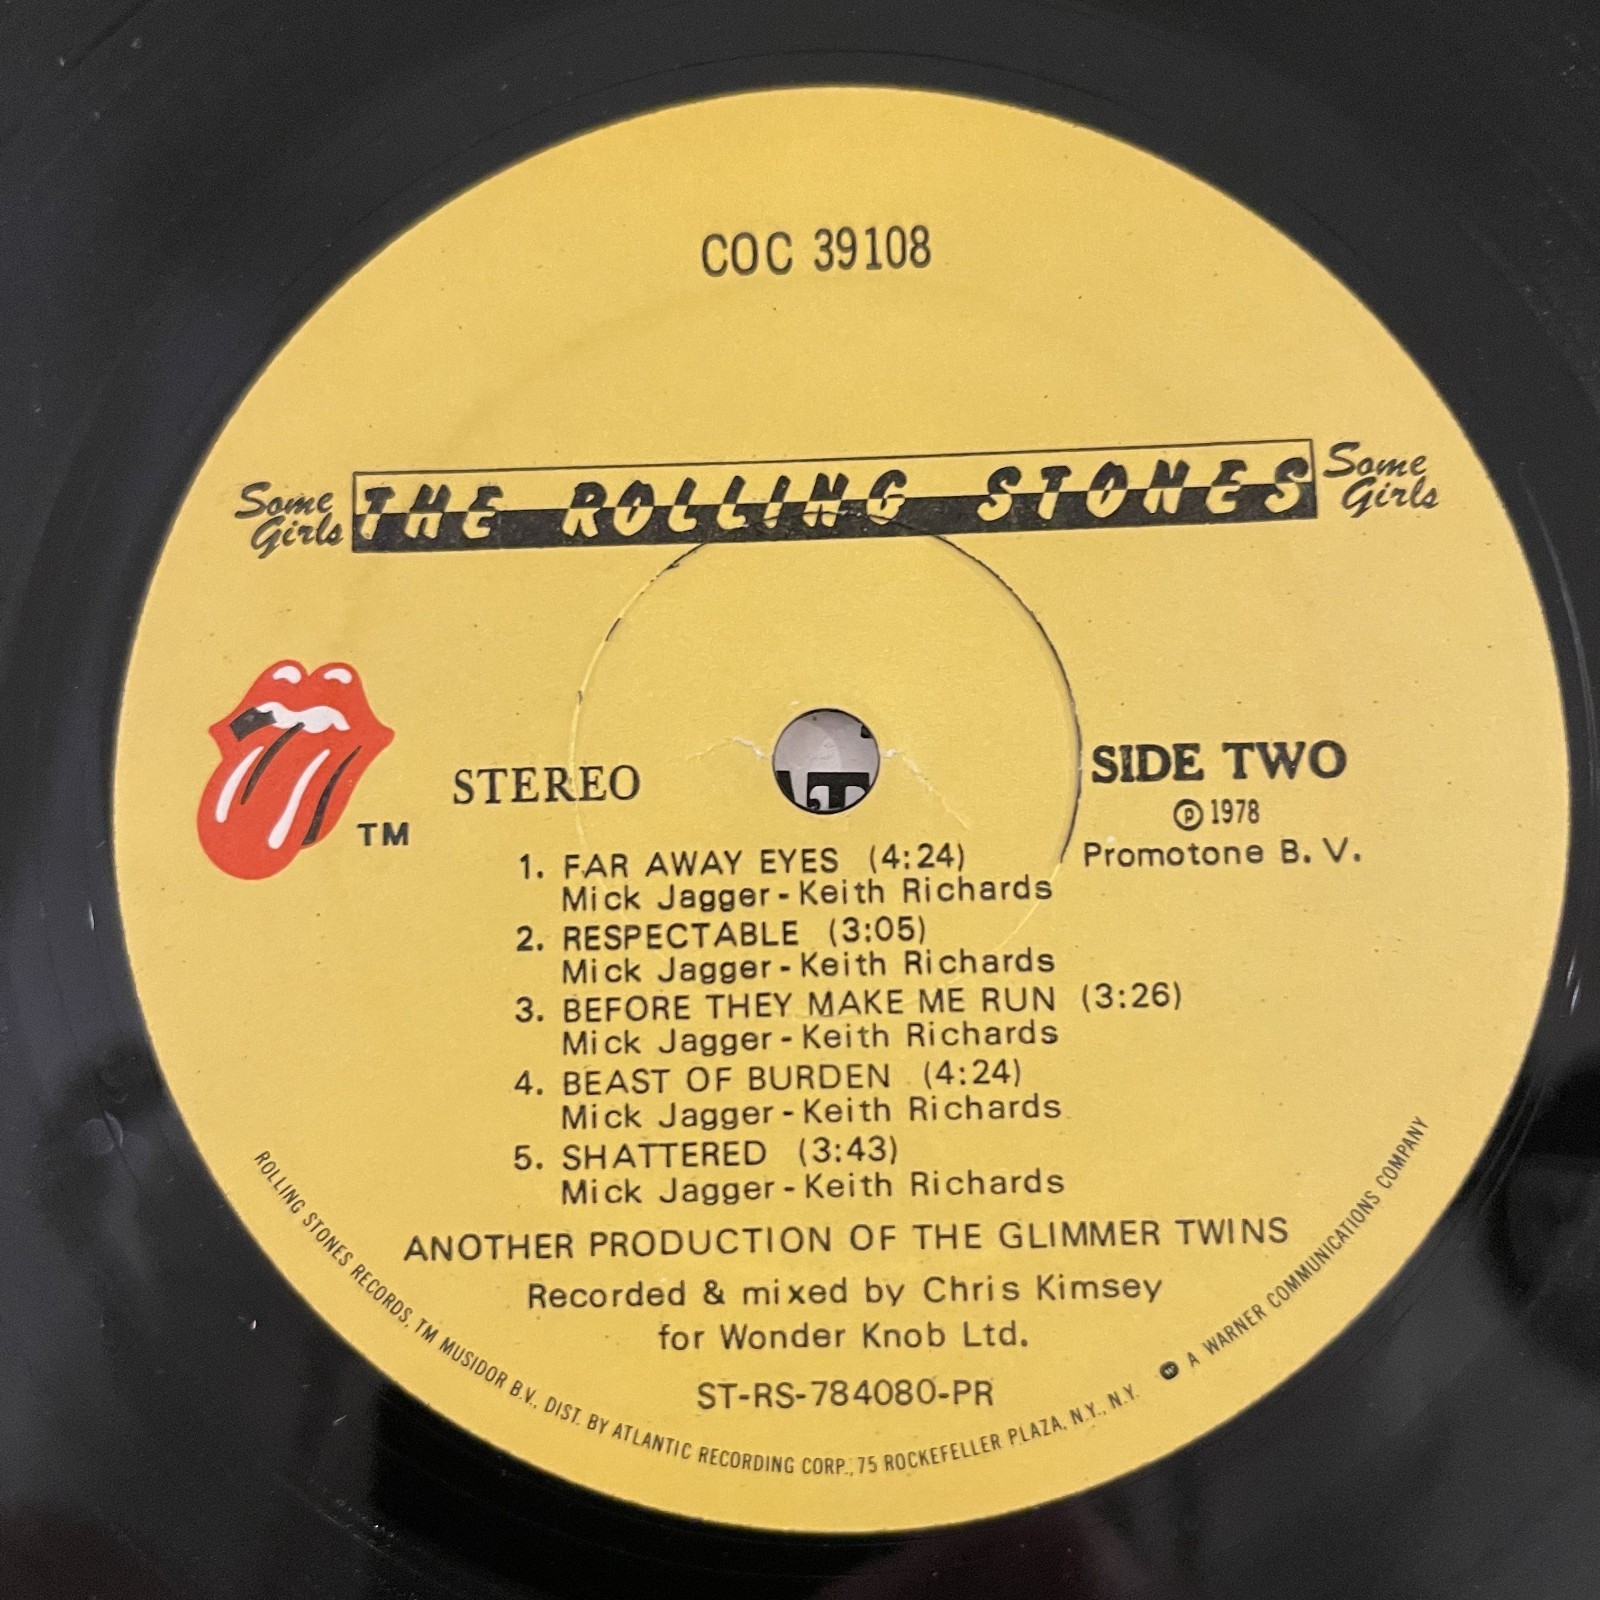 COC 39108
Some Girls THE ROLLING STONES Some Girls
TM
STEREO
SIDE TWO
Ⓟ 1978
Promotone B. V.
1. FAR AWAY EYES (4:24)
Mick Jagger - Keith Richards
2. RESPECTABLE (3:05)
Mick Jagger - Keith Richards
3. BEFORE THEY MAKE ME RUN (3:26)
Mick Jagger - Keith Richards
4. BEAST OF BURDEN (4:24)
Mick Jagger - Keith Richards
5. SHATTERED (3:43)
Mick Jagger - Keith Richards
ANOTHER PRODUCTION OF THE GLIMMER TWINS
Recorded & mixed by Chris Kimsey
for Wonder Knob Ltd.
ST-RS-784080-PR
ROLLING STONES RECORDS, TM MUSIDOR B.V., DIST. BY ATLANTIC RECORDING CORP., 75 ROCKEFELLER PLAZA, N.Y., N.Y. A WARNER COMMUNICATIONS COMPANY